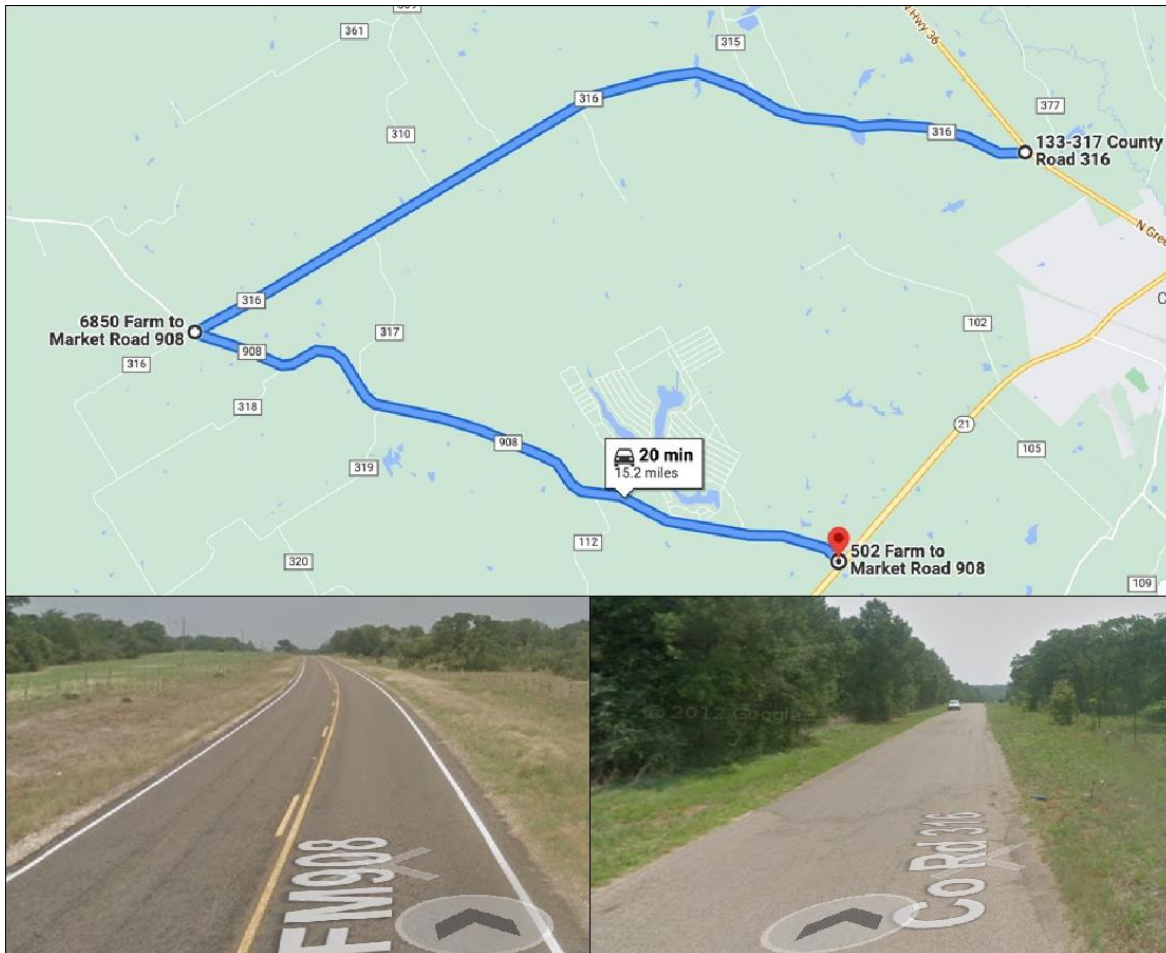 361
315
N Hwy 36
377
316
310
316
133-317 County
Road 316
316
6850 Farm to
Market Road 908
908
316
317
318
102
21
N Gree
C
908
20 min
15.2 miles
319
105
112
502 Farm to
Market Road 908
320
109
FM908
© 2012 Google
Co Rd 316